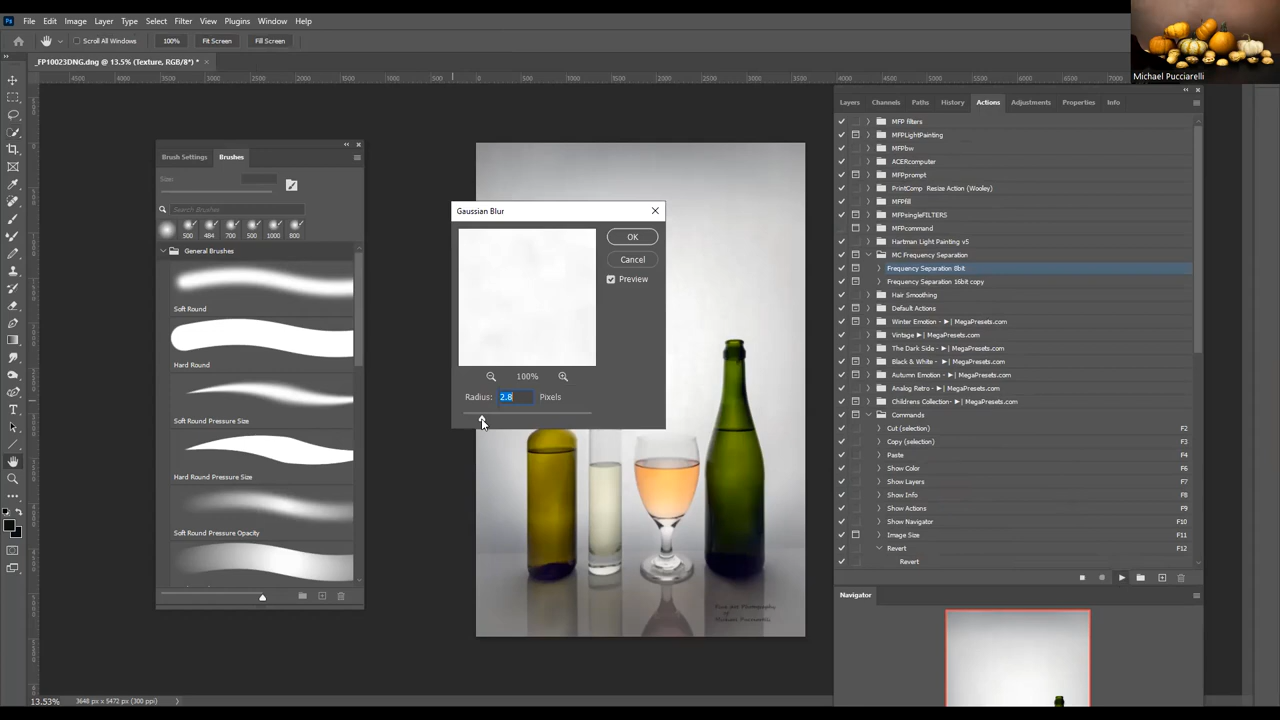 File Edit Image Layer Type Select Filter View Plugins Window Help
Scroll All Windows 100% Fit Screen Fill Screen
_FP10023DNG.dng @ 13.5% (Texture, RGB/8*) *
Michael Pucciarelli
Brush Settings Brushes
Size:
Search Brushes
500 484 700 500 1000 800
General Brushes
Soft Round
Hard Round
Soft Round Pressure Size
Hard Round Pressure Size
Soft Round Pressure Opacity
Gaussian Blur
OK
Cancel
Preview
100%
Radius: 2.8 Pixels
Fine Art Photography
of
Michael Pucciarelli
Layers Channels Paths History Actions Adjustments Properties Info
MFP filters
MFPLightPainting
MFPbw
ACERcomputer
MFPprompt
PrintComp Resize Action (Wooley)
MFPfill
MFPsingleFILTERS
MFPcommand
Hartman Light Painting v5
MC Frequency Separation
Frequency Separation 8bit
Frequency Separation 16bit copy
Hair Smoothing
Default Actions
Winter Emotion - ►| MegaPresets.com
Vintage - ►| MegaPresets.com
The Dark Side - ►| MegaPresets.com
Black & White - ►| MegaPresets.com
Autumn Emotion - ►| MegaPresets.com
Analog Retro - ►| MegaPresets.com
Childrens Collection- ►| MegaPresets.com
Commands
Cut (selection) F2
Copy (selection) F3
Paste F4
Show Color F6
Show Layers F7
Show Info F8
Show Actions F9
Show Navigator F10
Image Size F11
Revert F12
Revert
Navigator
13.53% 3648 px x 5472 px (300 ppi)